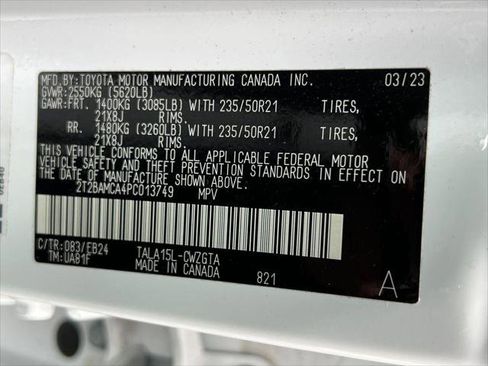 MFD.BY:TOYOTA MOTOR MANUFACTURING CANADA INC. 03/23
GVWR:2550KG (5620LB)
GAWR:FRT. 1400KG (3085LB) WITH 235/50R21 TIRES,
21X8J RIMS.
RR. 1480KG (3260LB) WITH 235/50R21 TIRES,
21X8J RIMS.
THIS VEHICLE CONFORMS TO ALL APPLICABLE FEDERAL MOTOR
VEHICLE SAFETY AND THEFT PREVENTION STANDARDS IN EFFECT ON
THE DATE OF MANUFACTURE SHOWN ABOVE.
2T2BAMCA4PC013749 MPV
C/TR:083/EB24 TALA15L-CWZGTA
TM:UAB1F MADE IN CANADA 821
A